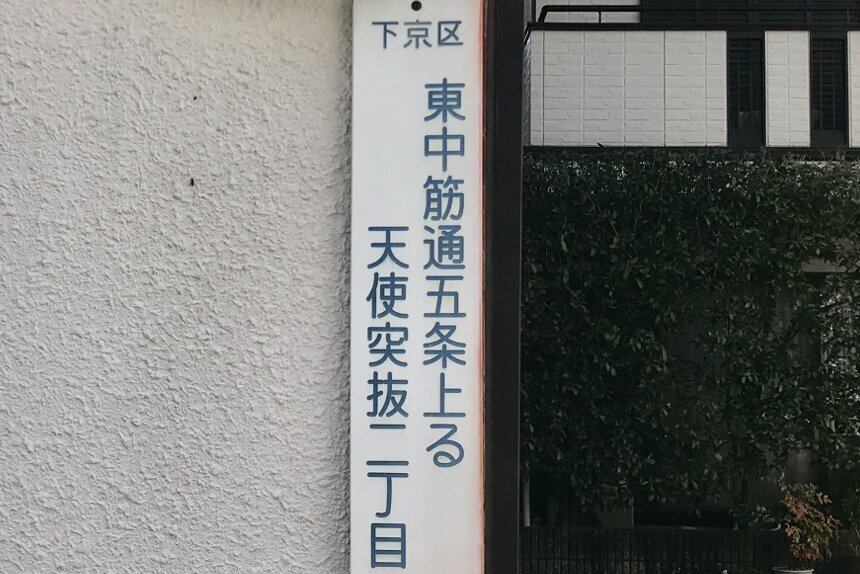 下京区
東中筋通五条上る
天使突抜二丁目